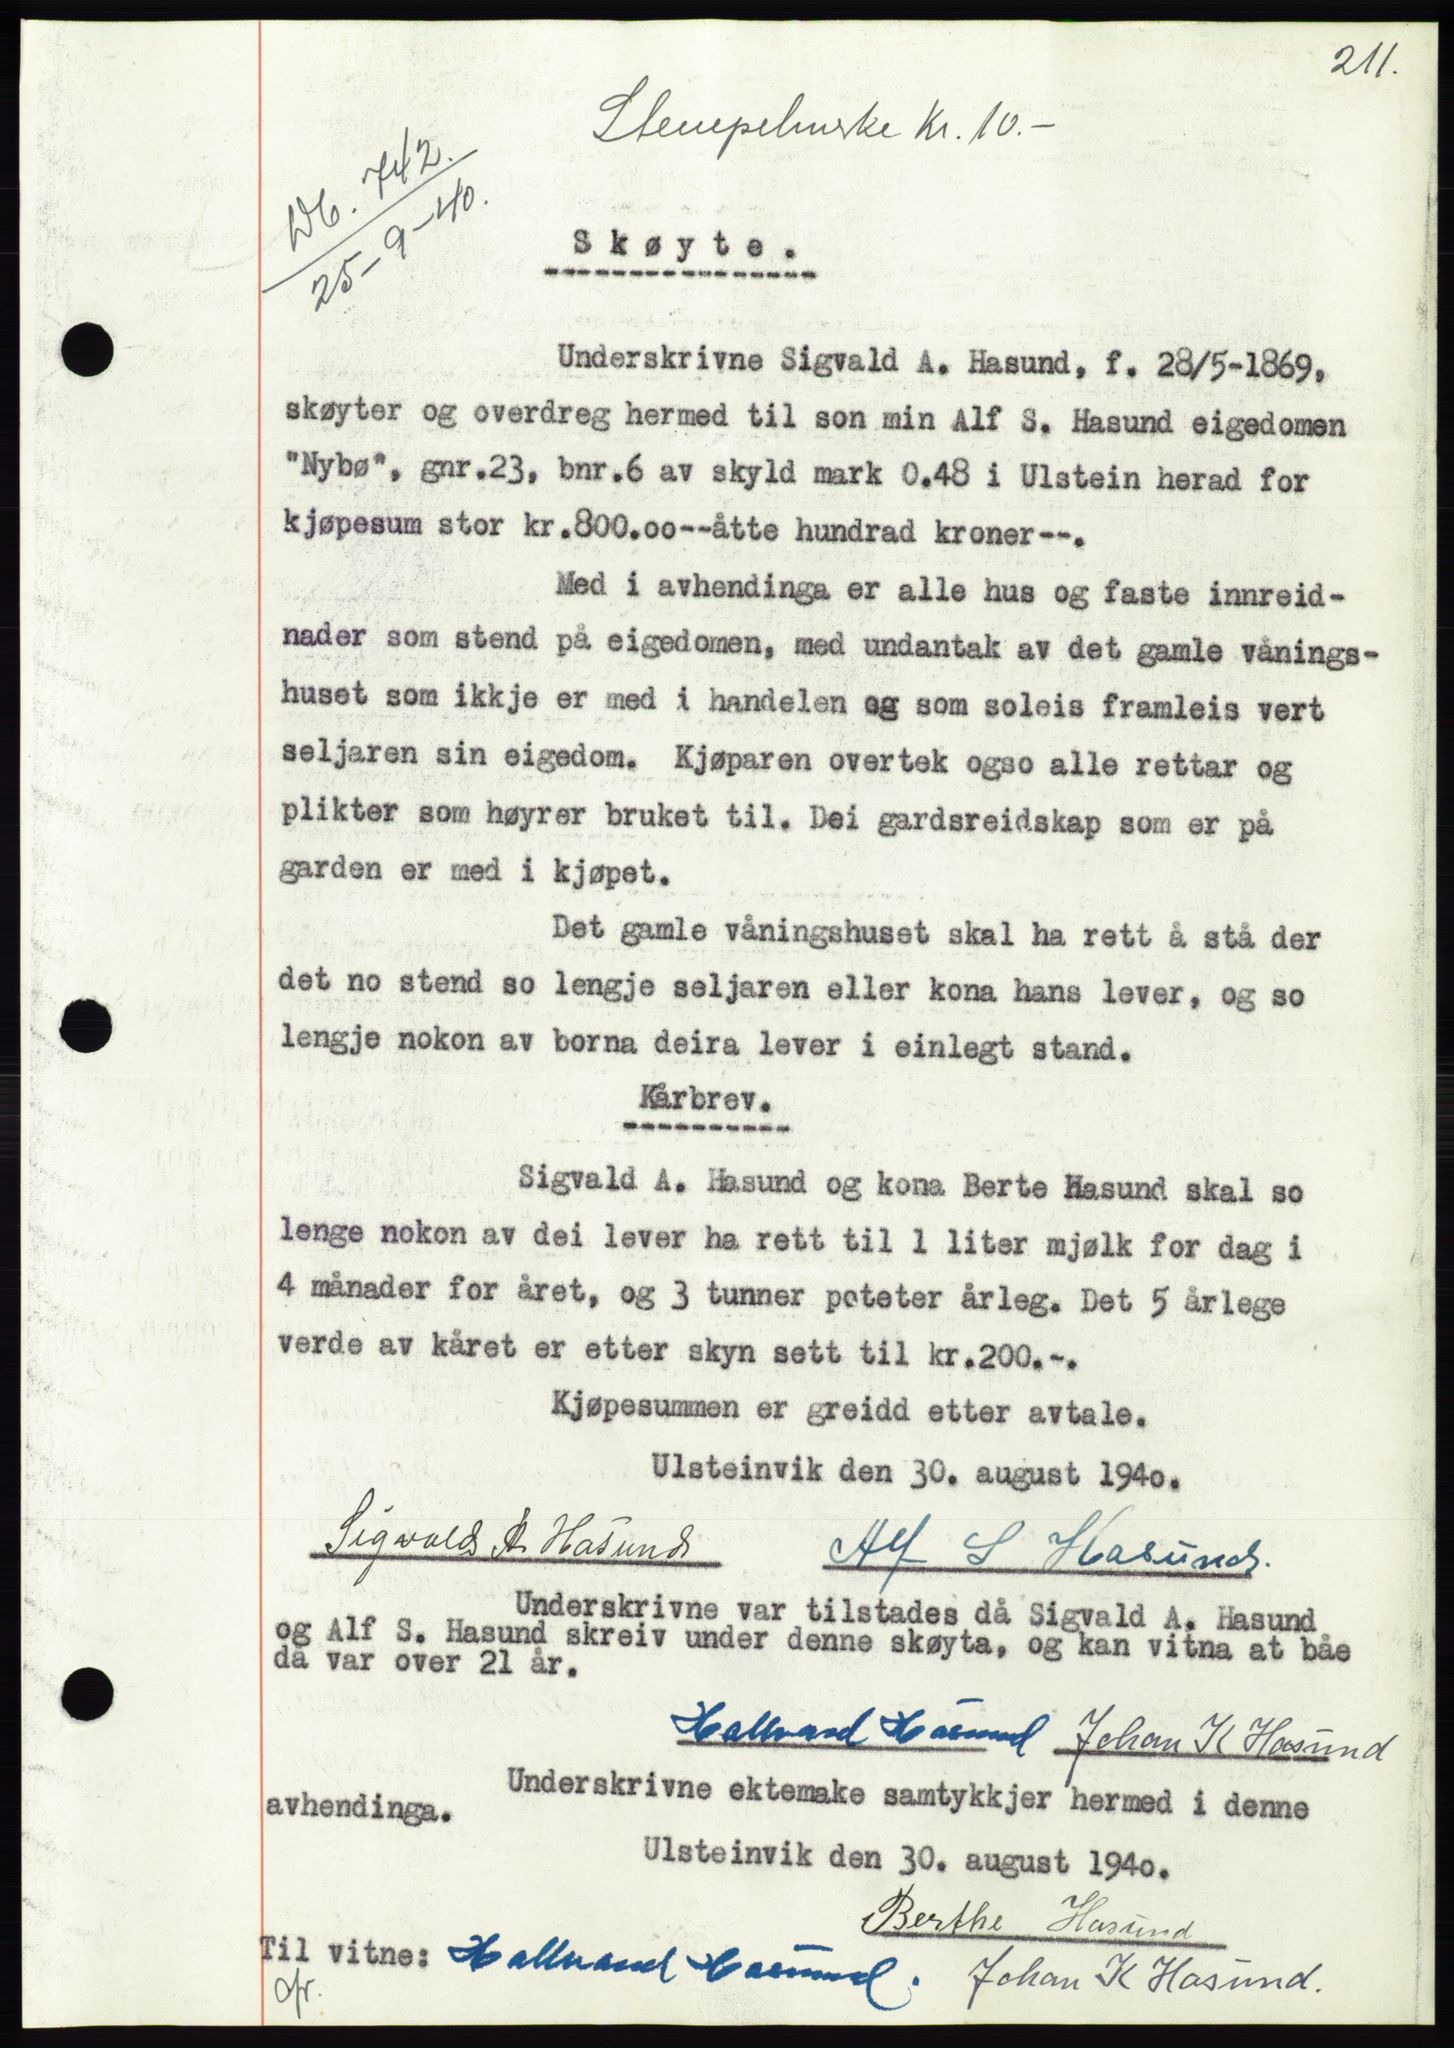 211.
Stempelmerke Kr. 10.-
Db. 742.
25-9-40.
Skøyte.
Underskrivne Sigvald A. Hasund, f. 28/5-1869,
skøyter og overdreg hermed til son min Alf S. Hasund eigedomen
"Nybø", gnr.23, bnr.6 av skyld mark 0.48 i Ulstein herad for
kjøpesum stor kr.800.oo--åtte hundrad kroner--.
Med i avhendinga er alle hus og faste innreid-
nader som stend på eigedomen, med undantak av det gamle vånings-
huset som ikkje er med i handelen og som soleis framleis vert
seljaren sin eigedom. Kjøparen overtek ogso alle rettar og
plikter som høyrer bruket til. Dei gardsreidskap som er på
garden er med i kjøpet.
Det gamle våningshuset skal ha rett å stå der
det no stend so lengje seljaren eller kona hans lever, og so
lengje nokon av borna deira lever i einlegt stand.
Kårbrev.
Sigvald A. Hasund og kona Berte Hasund skal so
lenge nokon av dei lever ha rett til 1 liter mjølk for dag i
4 månader for året, og 3 tunner poteter årleg. Det 5 årlege
verde av kåret er etter skyn sett til kr.200.-.
Kjøpesummen er greidd etter avtale.
Ulsteinvik den 30. august 1940.
Sigvald A. Hasund Alf S Hasund.
Underskrivne var tilstades då Sigvald A. Hasund
og Alf S. Hasund skreiv under denne skøyta, og kan vitna at båe
da var over 21 år.
Hallvard Hasund Johan K Hasund
Underskrivne ektemake samtykkjer hermed i denne
avhendinga.
Ulsteinvik den 30. august 1940.
Berthe Hasund
Til vitne: Hallvard Hasund. Johan K Hasund.